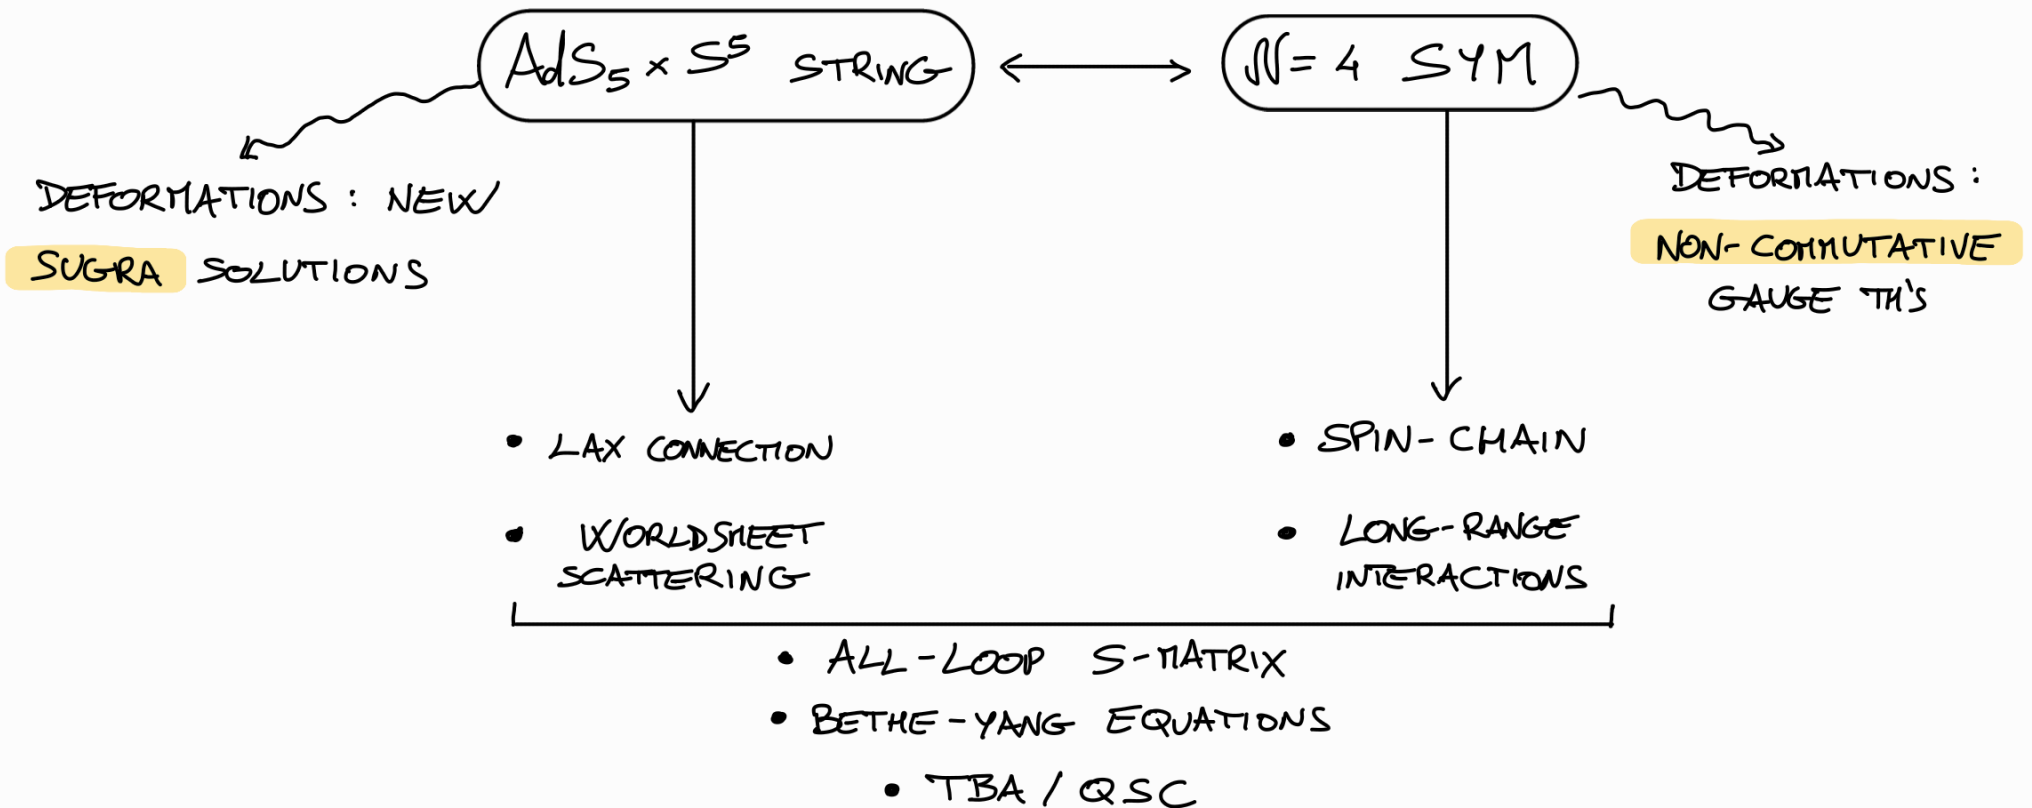 AdS₅ × S⁵ STRING
N = 4 SYM
DEFORMATIONS : NEW
SUGRA SOLUTIONS
DEFORMATIONS :
NON-COMMUTATIVE
GAUGE TH'S
• LAX CONNECTION
• WORLDSHEET
SCATTERING
• SPIN-CHAIN
• LONG-RANGE
INTERACTIONS
• ALL-LOOP S-MATRIX
• BETHE-YANG EQUATIONS
• TBA / QSC